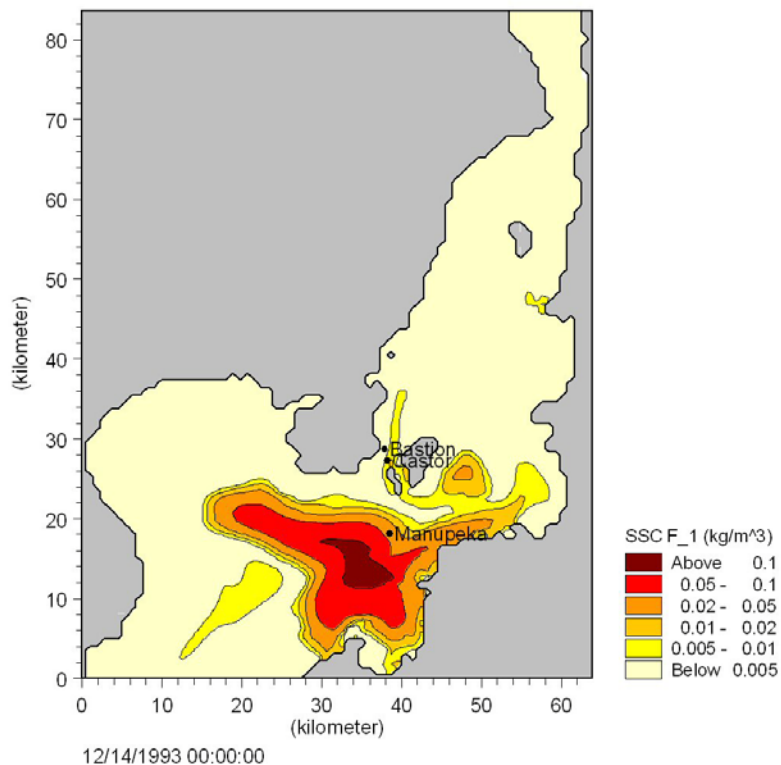 80
70
60
50
(kilometer)
40
30
20
10
0
Bastion
Castor
Manupeka
0 10 20 30 40 50 60
(kilometer)
12/14/1993 00:00:00
SSC F_1 (kg/m^3)
Above 0.1
0.05 - 0.1
0.02 - 0.05
0.01 - 0.02
0.005 - 0.01
Below 0.005